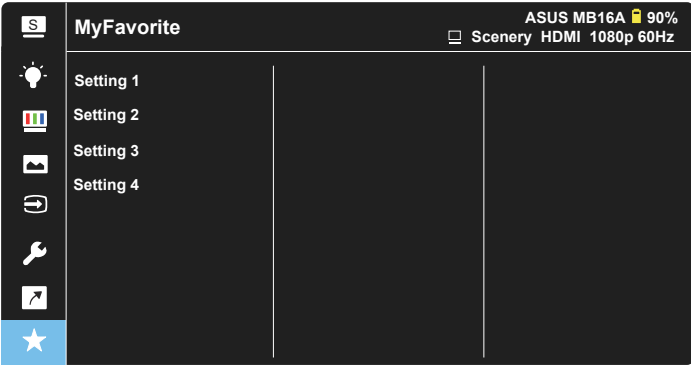 S
MyFavorite
ASUS MB16A 90%
Scenery HDMI 1080p 60Hz
Setting 1
Setting 2
Setting 3
Setting 4